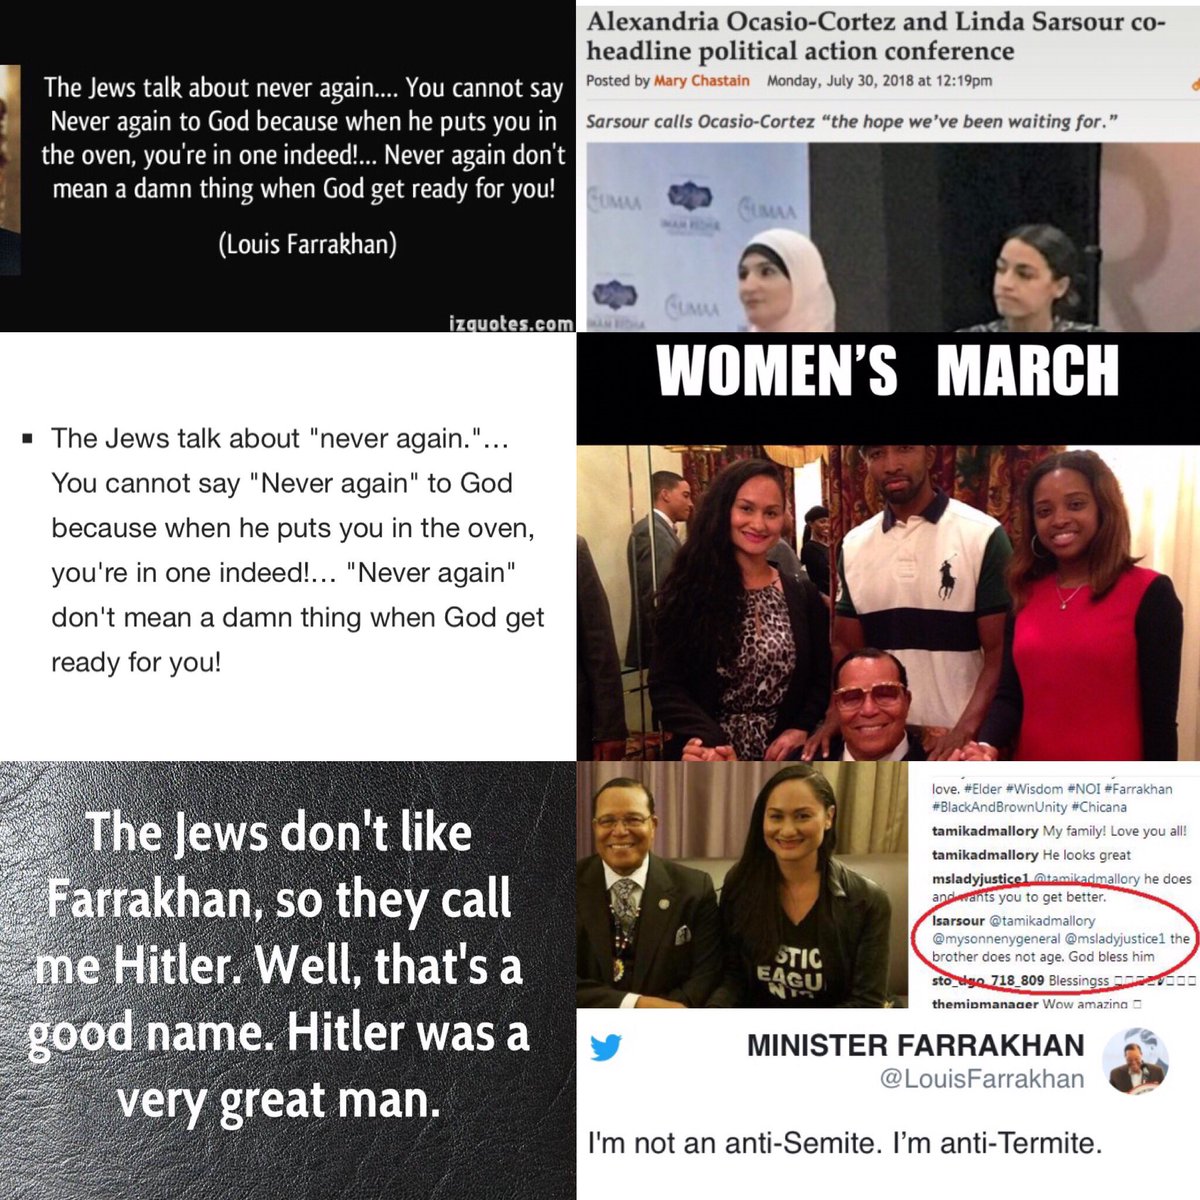 The Jews talk about never again.... You cannot say
Never again to God because when he puts you in
the oven, you're in one indeed!... Never again don't
mean a damn thing when God get ready for you!
(Louis Farrakhan)
izquotes.com
Alexandria Ocasio-Cortez and Linda Sarsour co-
headline political action conference
Posted by Mary Chastain Monday, July 30, 2018 at 12:19pm
Sarsour calls Ocasio-Cortez “the hope we’ve been waiting for.”
UMAA
UMAA
UMAA
▪ The Jews talk about "never again."…
You cannot say "Never again" to God
because when he puts you in the oven,
you're in one indeed!… "Never again"
don't mean a damn thing when God get
ready for you!
WOMEN’S MARCH
The Jews don't like
Farrakhan, so they call
me Hitler. Well, that's a
good name. Hitler was a
very great man.
love. #Elder #Wisdom #NOI #Farrakhan
#BlackAndBrownUnity #Chicana
tamikadmallory My family! Love you all!
tamikadmallory He looks great
msladyjustice1 @tamikadmallory he does
and wants you to get better.
lsarsour @tamikadmallory
@mysonnenygeneral @msladyjustice1 the
brother does not age. God bless him
718_809 Blessingss
themipmanager Wow amazing
STIC
EAGU
MINISTER FARRAKHAN
@LouisFarrakhan
I'm not an anti-Semite. I’m anti-Termite.